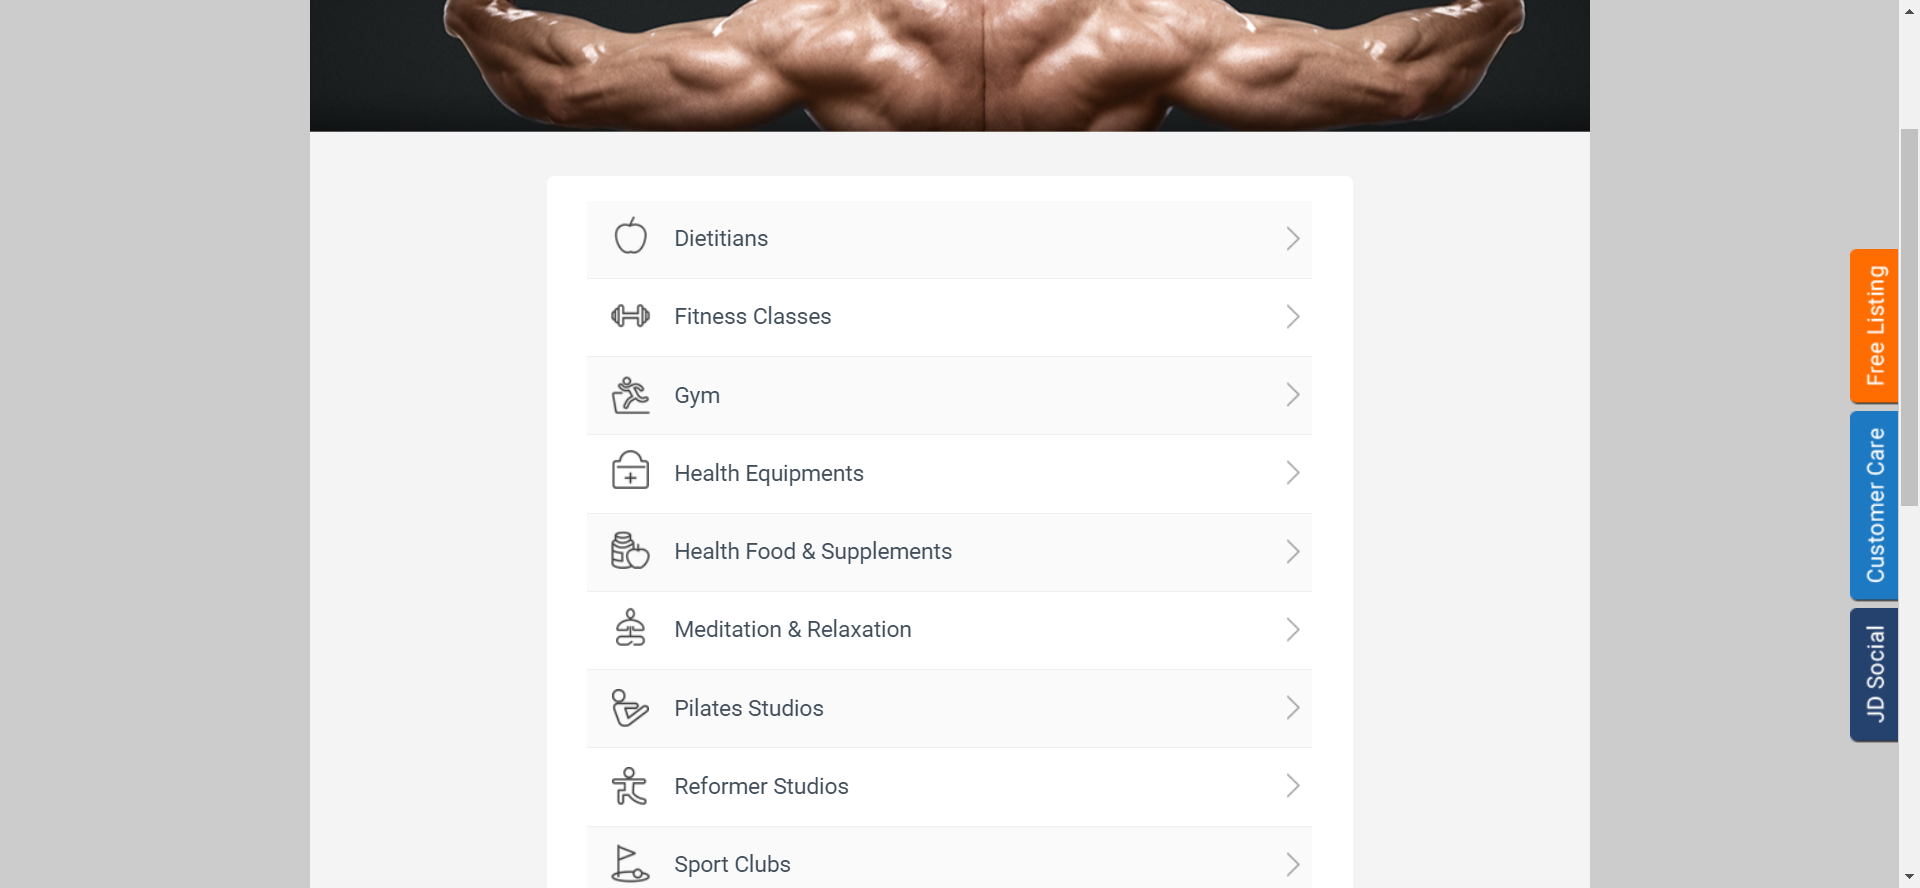 Dietitians
Fitness Classes
Gym
Health Equipments
Health Food & Supplements
Meditation & Relaxation
Pilates Studios
Reformer Studios
Sport Clubs
Free Listing
Customer Care
JD Social